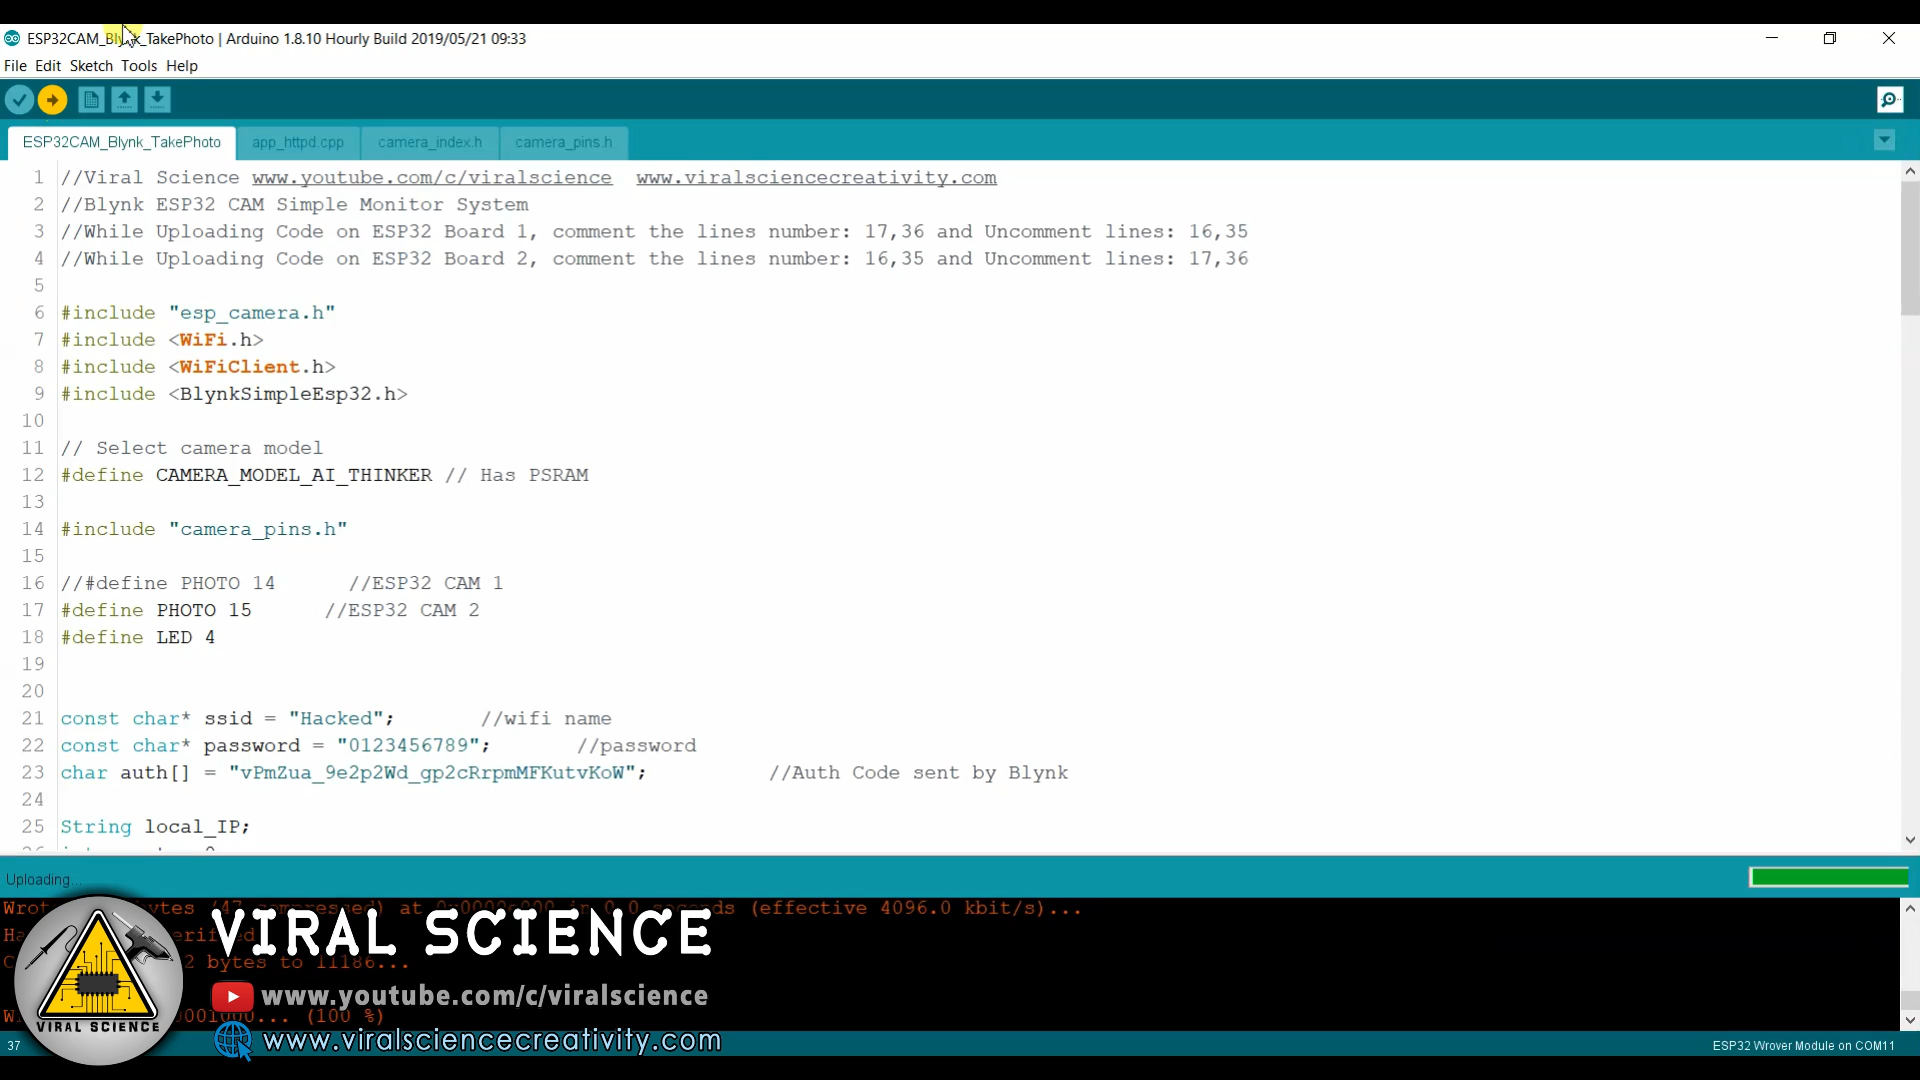 ESP32CAM_Blynk_TakePhoto | Arduino 1.8.10 Hourly Build 2019/05/21 09:33
File Edit Sketch Tools Help
ESP32CAM_Blynk_TakePhoto app_httpd.cpp camera_index.h camera_pins.h
1 //Viral Science www.youtube.com/c/viralscience www.viralsciencecreativity.com
2 //Blynk ESP32 CAM Simple Monitor System
3 //While Uploading Code on ESP32 Board 1, comment the lines number: 17,36 and Uncomment lines: 16,35
4 //While Uploading Code on ESP32 Board 2, comment the lines number: 16,35 and Uncomment lines: 17,36
5
6 #include "esp_camera.h"
7 #include <WiFi.h>
8 #include <WiFiClient.h>
9 #include <BlynkSimpleEsp32.h>
10
11 // Select camera model
12 #define CAMERA_MODEL_AI_THINKER // Has PSRAM
13
14 #include "camera_pins.h"
15
16 //#define PHOTO 14 //ESP32 CAM 1
17 #define PHOTO 15 //ESP32 CAM 2
18 #define LED 4
19
20
21 const char* ssid = "Hacked"; //wifi name
22 const char* password = "0123456789"; //password
23 char auth[] = "vPmZua_9e2p2Wd_gp2cRrpmMFKutvKoW"; //Auth Code sent by Blynk
24
25 String local_IP;
Uploading...
(effective 4096.0 kbit/s)...
bytes to 11186...
(100 %)
VIRAL SCIENCE
www.youtube.com/c/viralscience
www.viralsciencecreativity.com
VIRAL SCIENCE
37 ESP32 Wrover Module on COM11